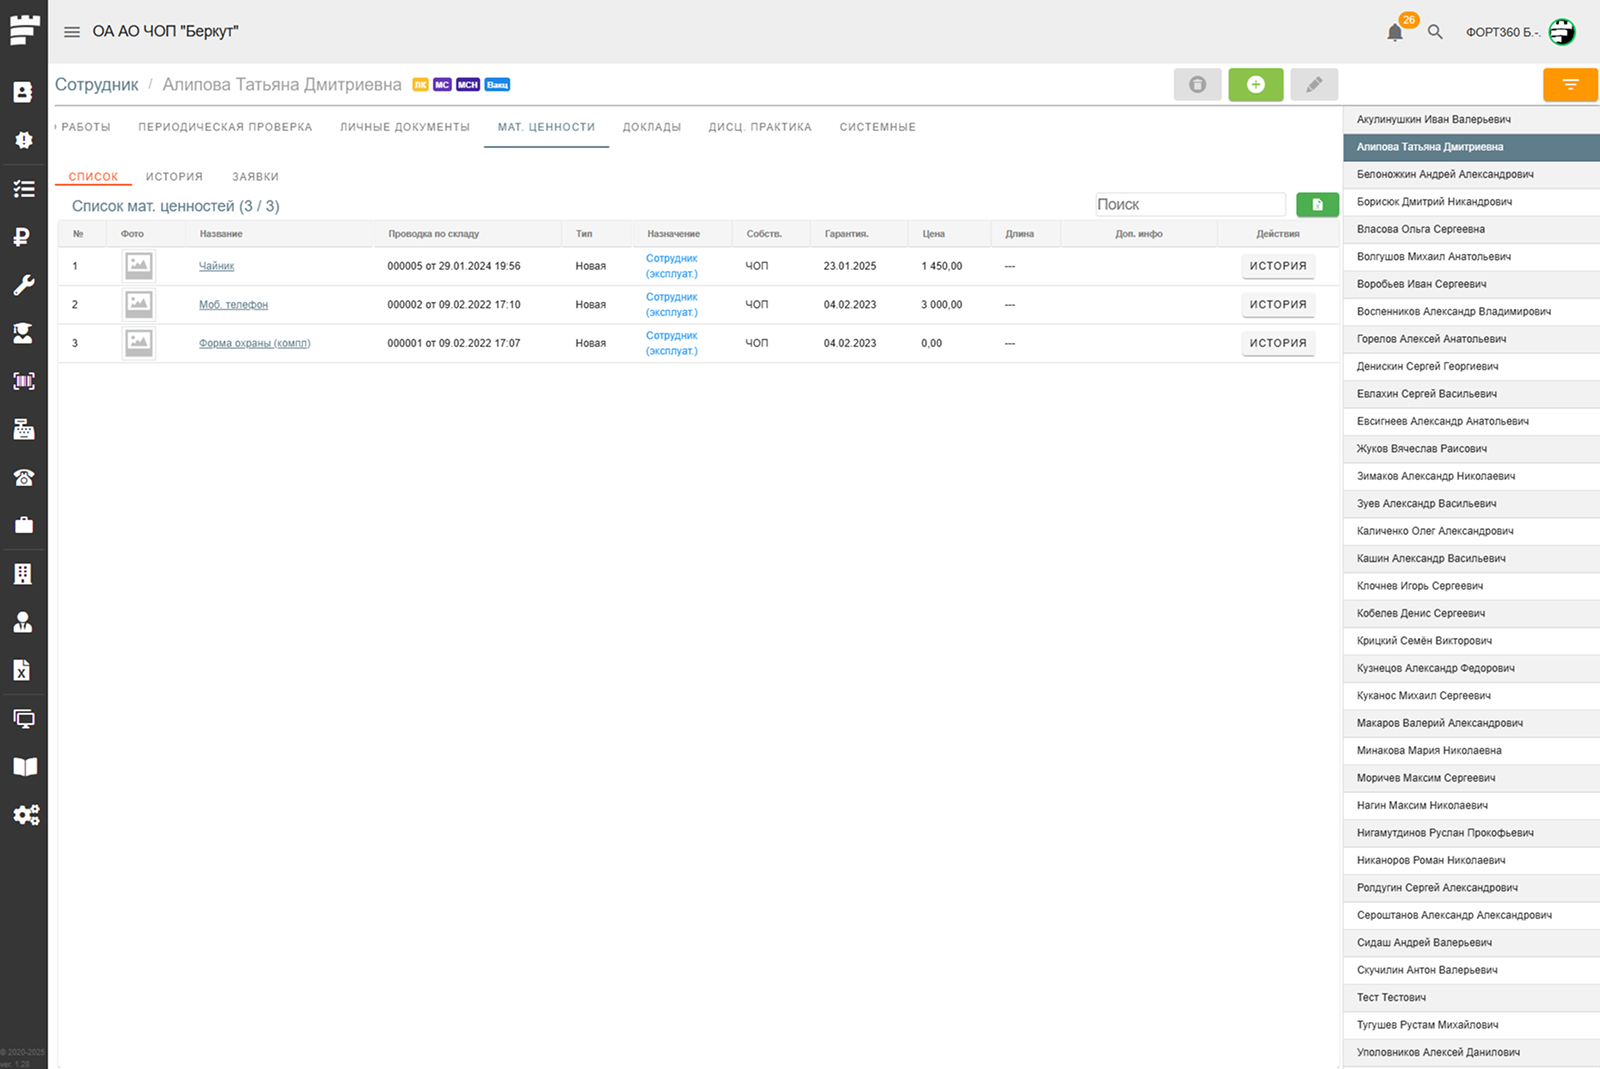 ОА АО ЧОП "Беркут"
26
ФОРТ360 Б.-.
Сотрудник / Алипова Татьяна Дмитриевна ЛК МС МСН Вакц
РАБОТЫ ПЕРИОДИЧЕСКАЯ ПРОВЕРКА ЛИЧНЫЕ ДОКУМЕНТЫ МАТ. ЦЕННОСТИ ДОКЛАДЫ ДИСЦ. ПРАКТИКА СИСТЕМНЫЕ
СПИСОК ИСТОРИЯ ЗАЯВКИ
Список мат. ценностей (3 / 3)
Поиск
№ Фото Название Проводка по складу Тип Назначение Собств. Гарантия. Цена Длина Доп. инфо Действия
1 Чайник 000005 от 29.01.2024 19:56 Новая Сотрудник (эксплуат.) ЧОП 23.01.2025 1 450,00 --- ИСТОРИЯ
2 Моб. телефон 000002 от 09.02.2022 17:10 Новая Сотрудник (эксплуат.) ЧОП 04.02.2023 3 000,00 --- ИСТОРИЯ
3 Форма охраны (компл) 000001 от 09.02.2022 17:07 Новая Сотрудник (эксплуат.) ЧОП 04.02.2023 0,00 --- ИСТОРИЯ
Акулинушкин Иван Валерьевич
Алипова Татьяна Дмитриевна
Белоножкин Андрей Александрович
Борисюк Дмитрий Никандрович
Власова Ольга Сергеевна
Волгушов Михаил Анатольевич
Воробьев Иван Сергеевич
Воспенников Александр Владимирович
Горелов Алексей Анатольевич
Денискин Сергей Георгиевич
Евлахин Сергей Васильевич
Евсигнеев Александр Анатольевич
Жуков Вячеслав Раисович
Зимаков Александр Николаевич
Зуев Александр Васильевич
Каличенко Олег Александрович
Кашин Александр Васильевич
Клочнев Игорь Сергеевич
Кобелев Денис Сергеевич
Крицкий Семён Викторович
Кузнецов Александр Федорович
Куканос Михаил Сергеевич
Макаров Валерий Александрович
Минакова Мария Николаевна
Моричев Максим Сергеевич
Нагин Максим Николаевич
Нигамутдинов Руслан Прокофьевич
Никаноров Роман Николаевич
Ролдугин Сергей Александрович
Сероштанов Александр Александрович
Сидаш Андрей Валерьевич
Скучилин Антон Валерьевич
Тест Тестович
Тугушев Рустам Михайлович
Уполовников Алексей Данилович
ver. 1.26